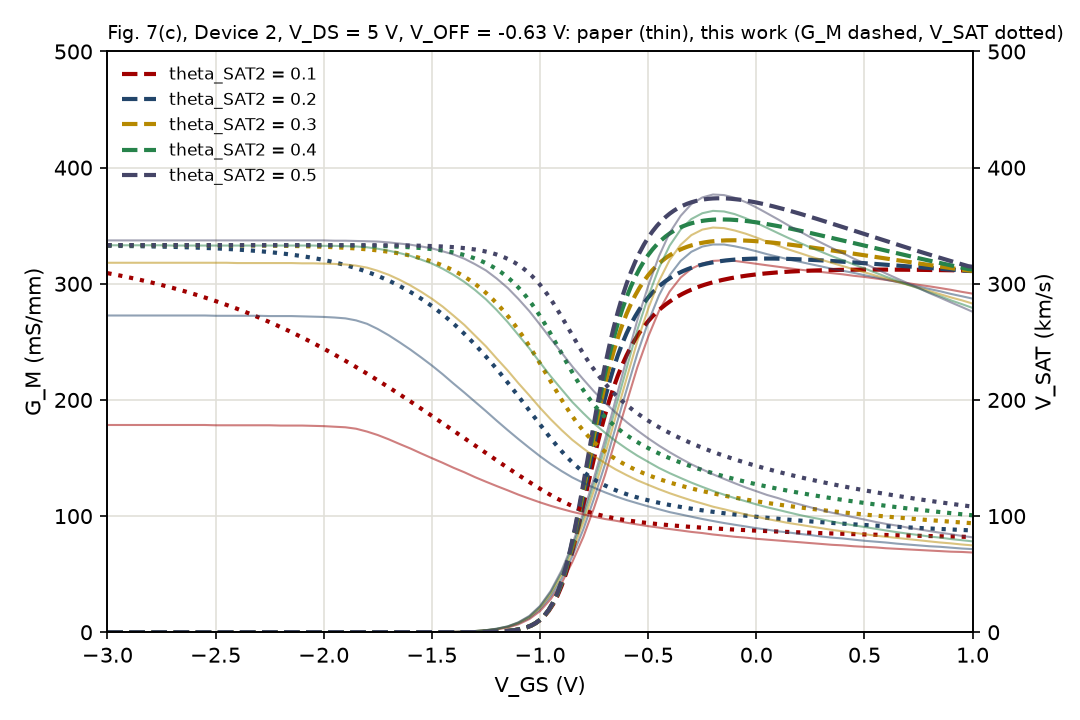 Fig. 7(c), Device 2, V_DS = 5 V, V_OFF = -0.63 V: paper (thin), this work (G_M dashed, V_SAT dotted)
theta_SAT2 = 0.1
theta_SAT2 = 0.2
theta_SAT2 = 0.3
theta_SAT2 = 0.4
theta_SAT2 = 0.5
G_M (mS/mm)
500
400
300
200
100
0
V_SAT (km/s)
500
400
300
200
100
0
−3.0 −2.5 −2.0 −1.5 −1.0 −0.5 0.0 0.5 1.0
V_GS (V)